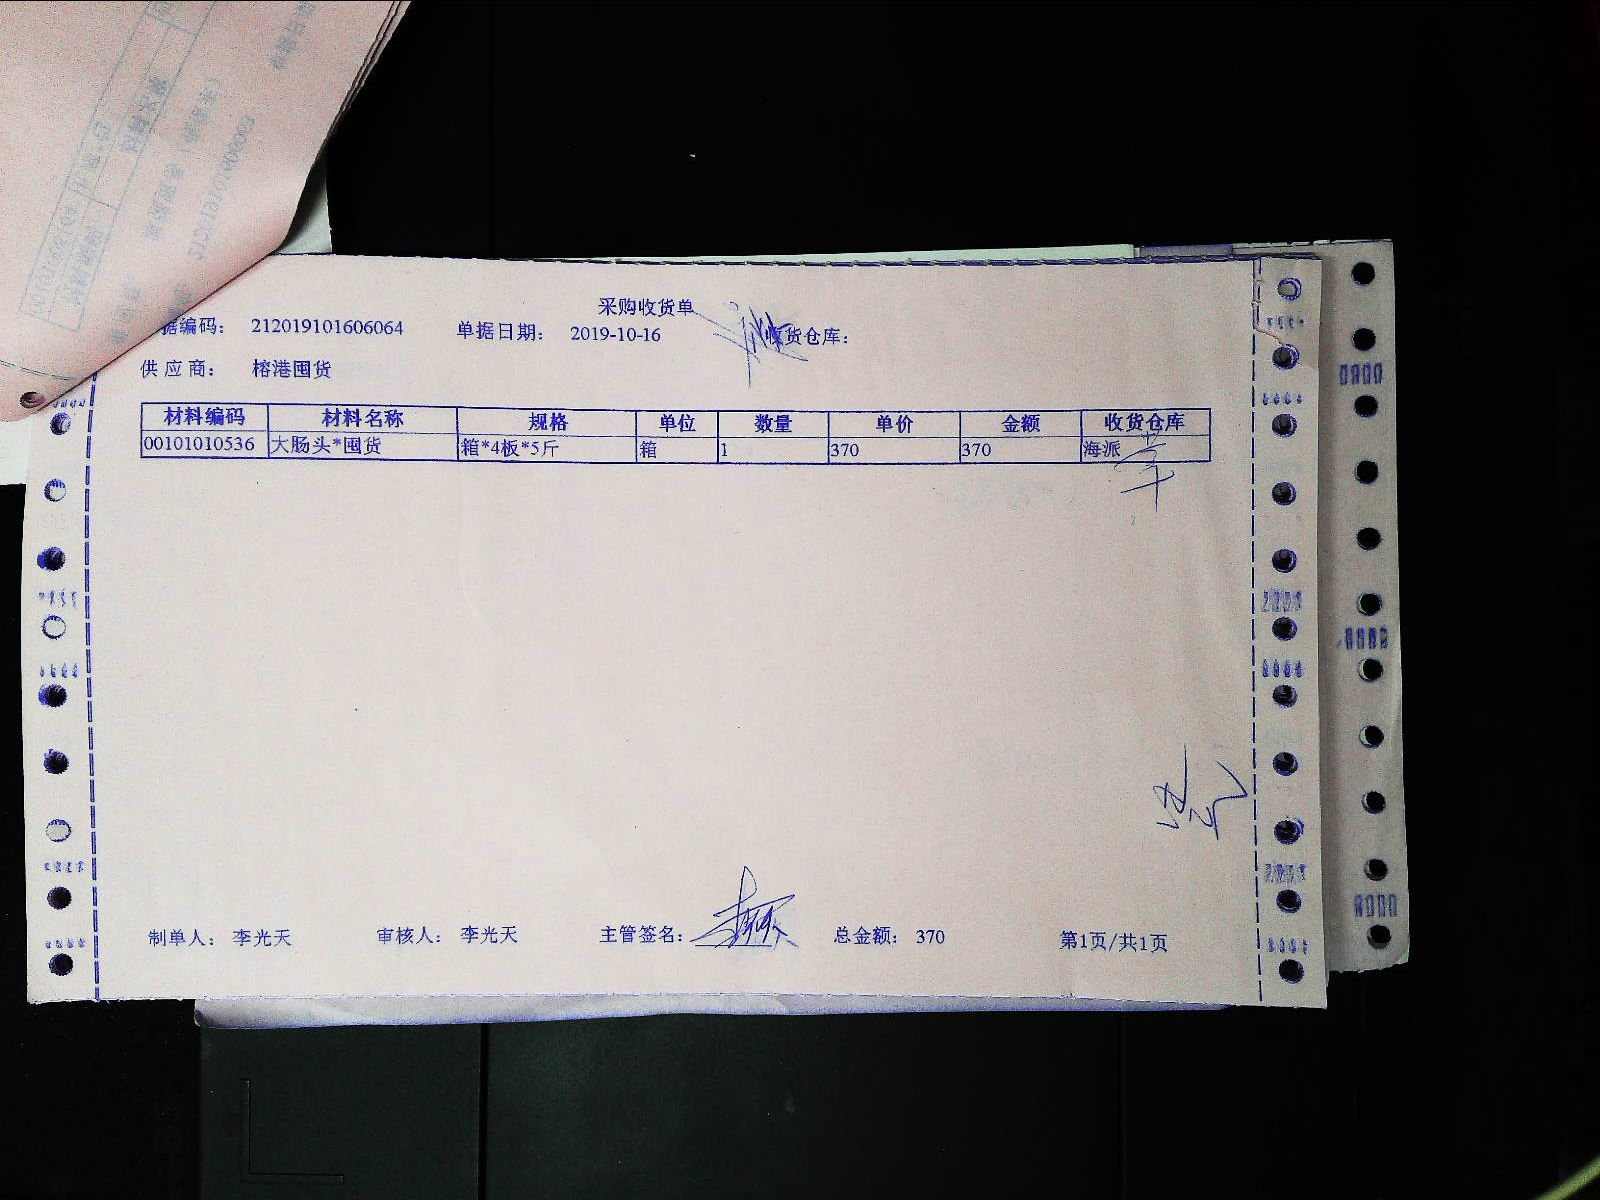 采购收货单
据编码： 212019101606064 单据日期： 2019-10-16 收货仓库：
供应商： 榕港囤货
材料编码 材料名称 规格 单位 数量 单价 金额 收货仓库
00101010536 大肠头*囤货 箱*4板*5斤 箱 1 370 370 海派
制单人： 李光天 审核人： 李光天 主管签名： 总金额： 370 第1页/共1页